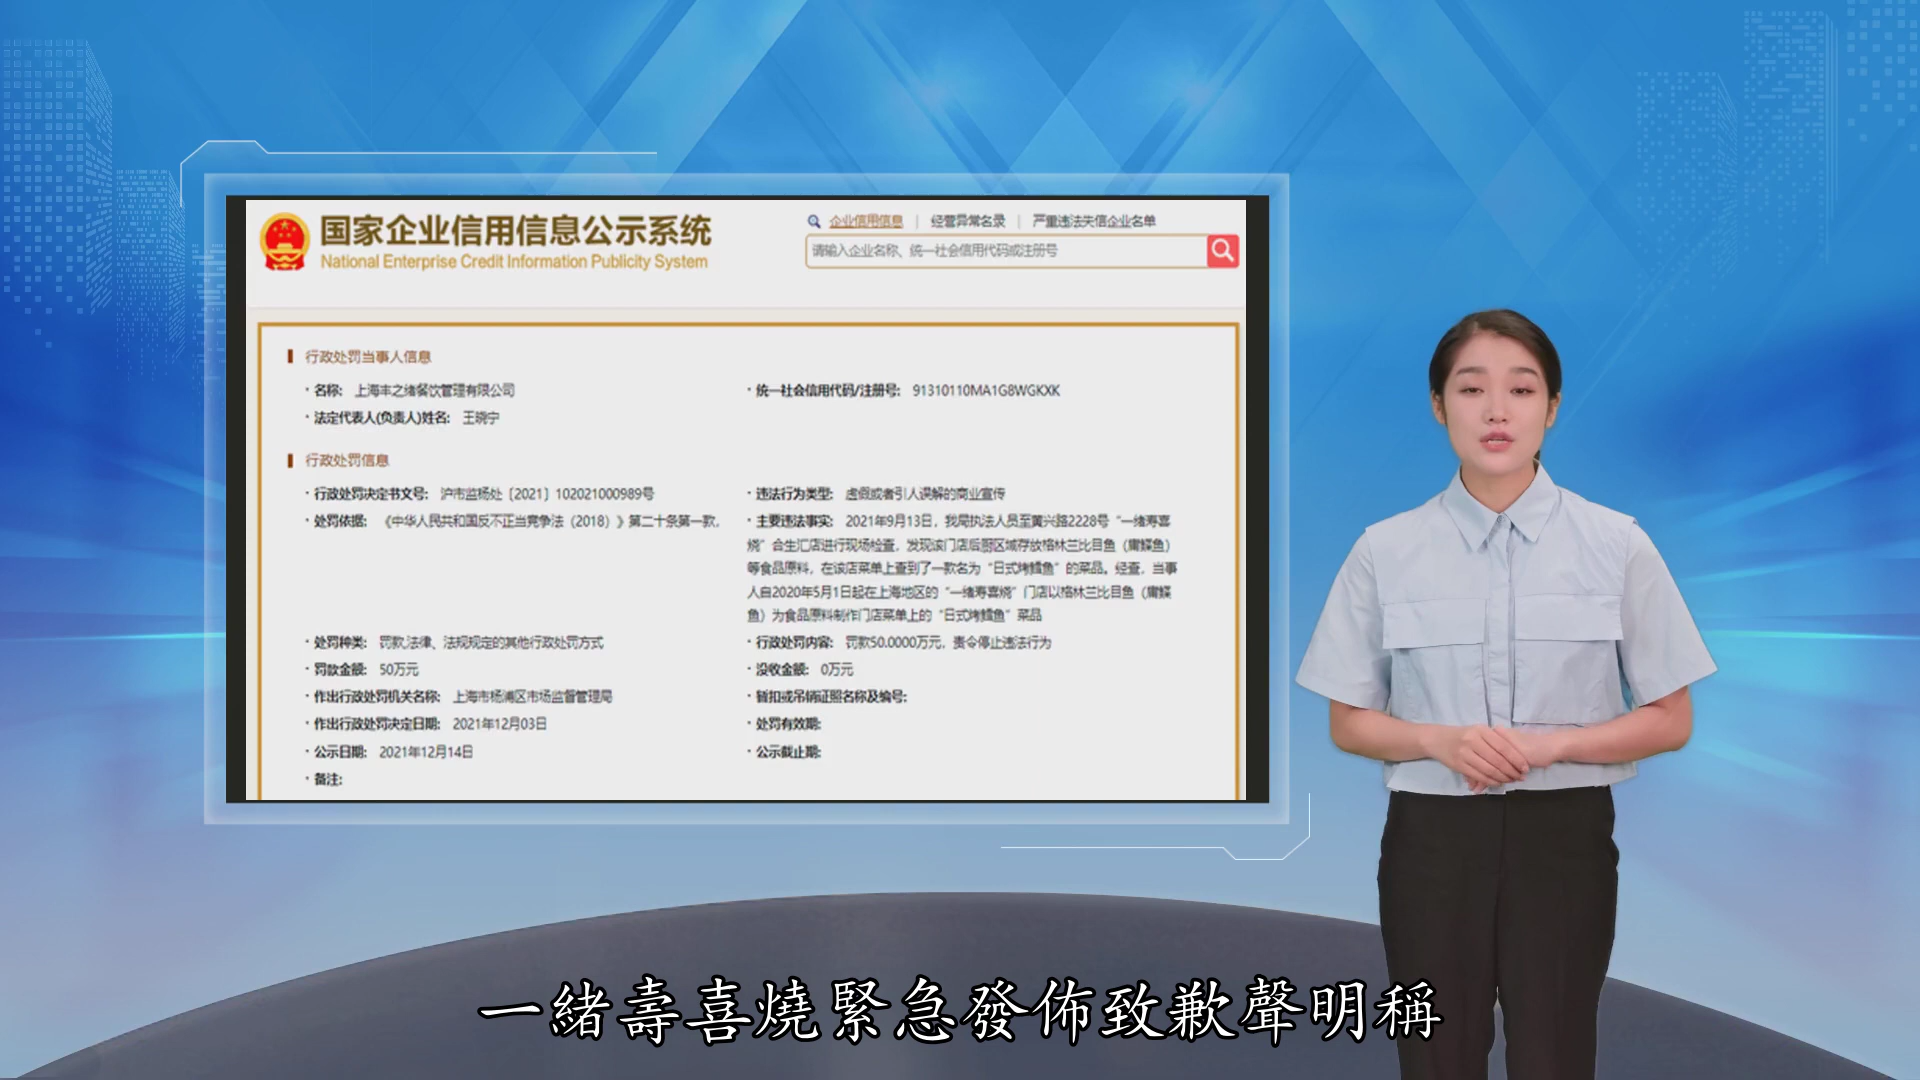 国家企业信用信息公示系统
National Enterprise Credit Information Publicity System
企业信用信息 | 经营异常名录 | 严重违法失信企业名单
请输入企业名称、统一社会信用代码或注册号
行政处罚当事人信息
· 名称: 上海丰之绪餐饮管理有限公司
· 统一社会信用代码/注册号: 91310110MA1G8WGKXK
· 法定代表人(负责人)姓名: 王晓宁
行政处罚信息
· 行政处罚决定书文号: 沪市监杨处〔2021〕102021000989号
· 违法行为类型: 虚假或者引人误解的商业宣传
· 处罚依据: 《中华人民共和国反不正当竞争法（2018）》第二十条第一款,
· 主要违法事实: 2021年9月13日，我局执法人员至黄兴路2228号“一绪寿喜
烧”合生汇店进行现场检查，发现该门店后厨区域存放格林兰比目鱼（庸鲽鱼）
等食品原料，在该店菜单上查到了一款名为“日式烤鳕鱼”的菜品。经查，当事
人自2020年5月1日起在上海地区的“一绪寿喜烧”门店以格林兰比目鱼（庸鲽
鱼）为食品原料制作门店菜单上的“日式烤鳕鱼”菜品
· 处罚种类: 罚款,法律、法规规定的其他行政处罚方式
· 行政处罚内容: 罚款50.0000万元，责令停止违法行为
· 罚款金额: 50万元
· 没收金额: 0万元
· 作出行政处罚机关名称: 上海市杨浦区市场监督管理局
· 暂扣或吊销证照名称及编号:
· 作出行政处罚决定日期: 2021年12月03日
· 处罚有效期:
· 公示日期: 2021年12月14日
· 公示截止期:
· 备注:
一緒壽喜燒緊急發佈致歉聲明稱